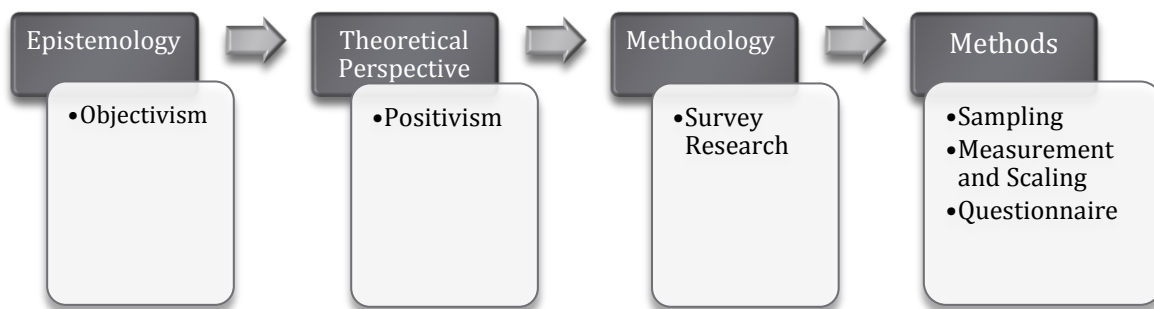 Epistemology
•Objectivism
Theoretical
Perspective
•Positivism
Methodology
•Survey
Research
Methods
•Sampling
•Measurement
and Scaling
•Questionnaire